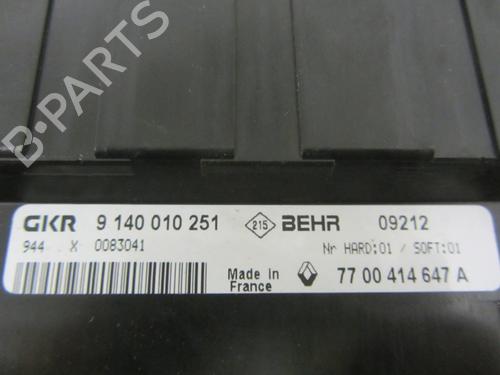 B-PARTS
GKR 9 140 010 251 215 BEHR 09212
944 . . X 0083041 Nr HARD:01 / SOFT:01
Made in France 77 00 414 647 A
B-PARTS